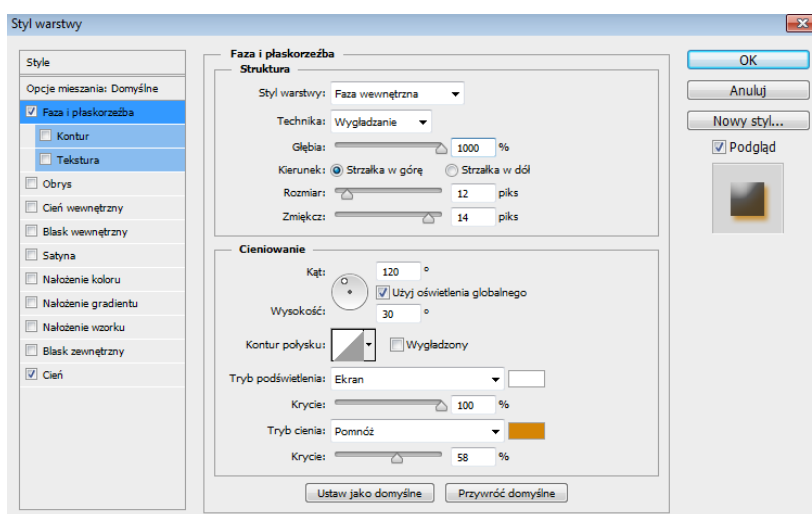 Styl warstwy
Style
Opcje mieszania: Domyślne
Faza i płaskorzeźba
Kontur
Tekstura
Obrys
Cień wewnętrzny
Blask wewnętrzny
Satyna
Nałożenie koloru
Nałożenie gradientu
Nałożenie wzorku
Blask zewnętrzny
Cień
Faza i płaskorzeźba
Struktura
Styl warstwy: Faza wewnętrzna
Technika: Wygładzanie
Głębia: 1000 %
Kierunek: Strzałka w górę Strzałka w dół
Rozmiar: 12 piks
Zmiękcz: 14 piks
Cieniowanie
Kąt: 120 °
Użyj oświetlenia globalnego
Wysokość: 30 °
Kontur połysku: Wygładzony
Tryb podświetlenia: Ekran
Krycie: 100 %
Tryb cienia: Pomnóż
Krycie: 58 %
Ustaw jako domyślne Przywróć domyślne
OK
Anuluj
Nowy styl...
Podgląd